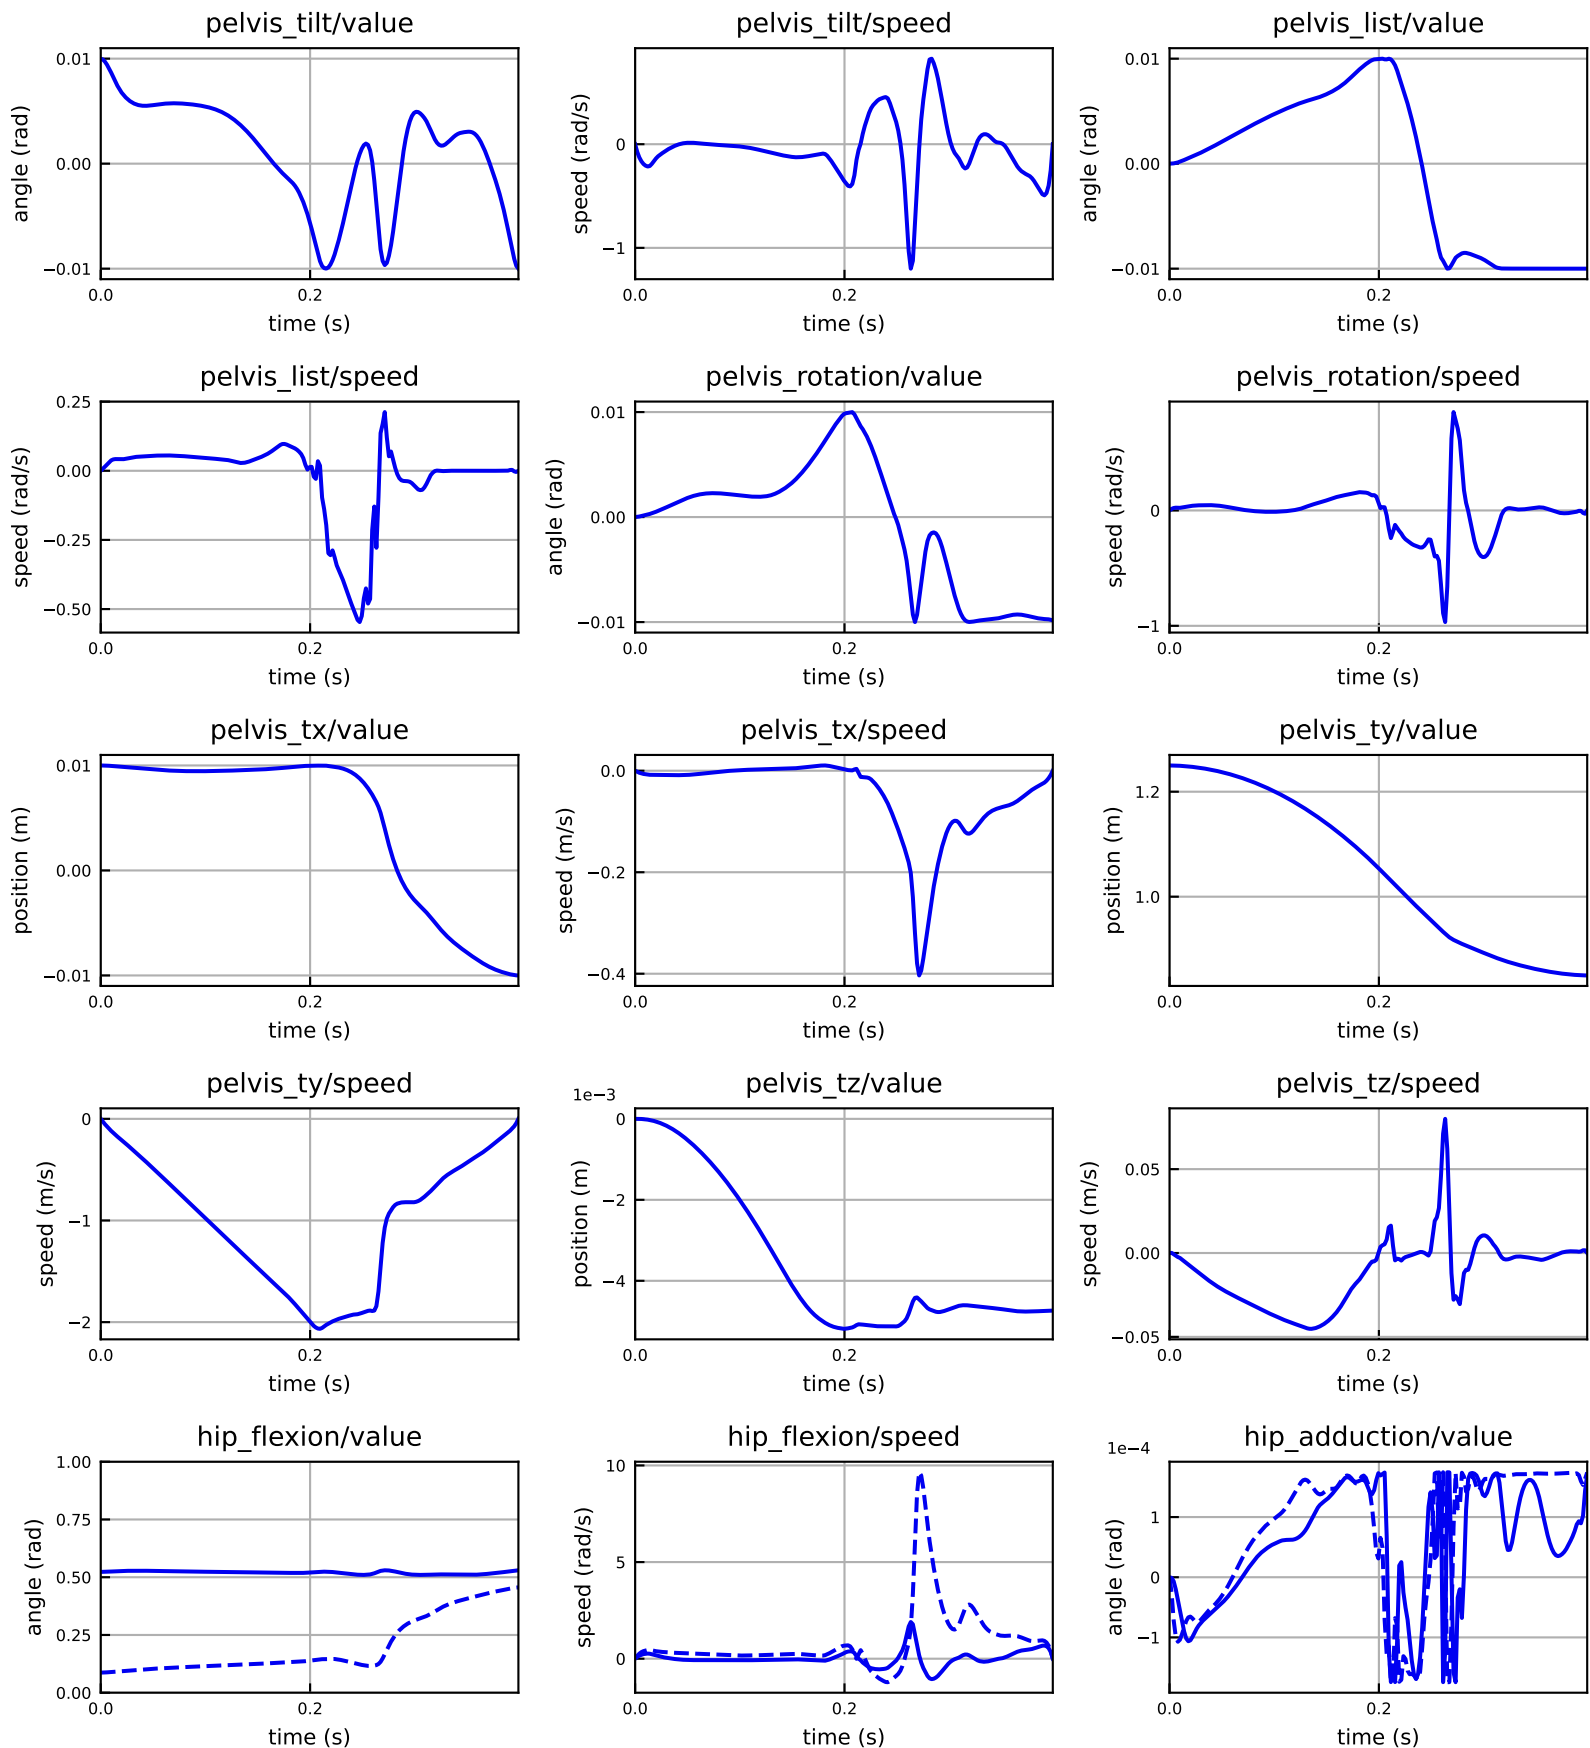 pelvis_tilt/value
pelvis_tilt/speed
pelvis_list/value
angle (rad)
0.01
0.00
−0.01
0.0
0.2
time (s)
speed (rad/s)
0
−1
0.0
0.2
time (s)
angle (rad)
0.01
0.00
−0.01
0.0
0.2
time (s)
pelvis_list/speed
pelvis_rotation/value
pelvis_rotation/speed
speed (rad/s)
0.25
0.00
−0.25
−0.50
0.0
0.2
time (s)
angle (rad)
0.01
0.00
−0.01
0.0
0.2
time (s)
speed (rad/s)
0
−1
0.0
0.2
time (s)
pelvis_tx/value
pelvis_tx/speed
pelvis_ty/value
position (m)
0.01
0.00
−0.01
0.0
0.2
time (s)
speed (m/s)
0.0
−0.2
−0.4
0.0
0.2
time (s)
position (m)
1.2
1.0
0.0
0.2
time (s)
pelvis_ty/speed
pelvis_tz/value
pelvis_tz/speed
speed (m/s)
0
−1
−2
0.0
0.2
time (s)
1e−3
position (m)
0
−2
−4
0.0
0.2
time (s)
speed (m/s)
0.05
0.00
−0.05
0.0
0.2
time (s)
hip_flexion/value
hip_flexion/speed
hip_adduction/value
angle (rad)
1.00
0.75
0.50
0.25
0.00
0.0
0.2
time (s)
speed (rad/s)
10
5
0
0.0
0.2
time (s)
1e−4
angle (rad)
1
0
−1
0.0
0.2
time (s)